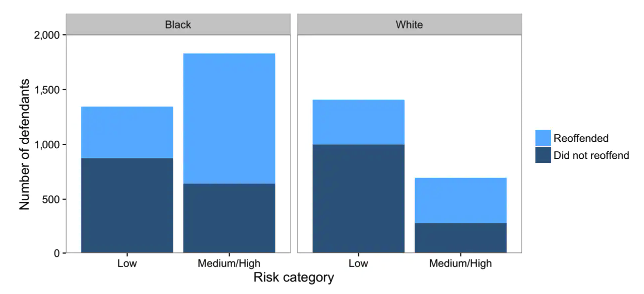 Black
White
Number of defendants
2,000
1,500
1,000
500
0
Low
Medium/High
Low
Medium/High
Risk category
Reoffended
Did not reoffend